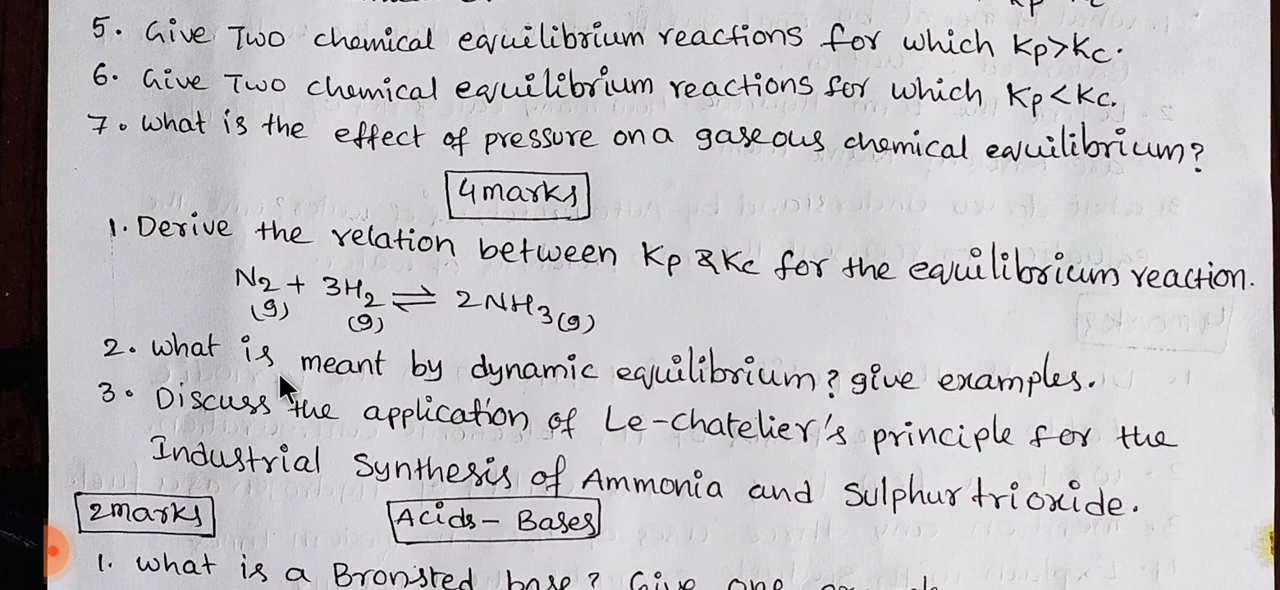 5. Give Two chemical equilibrium reactions for which Kp>Kc.
6. Give Two chemical equilibrium reactions for which Kp<Kc.
7. What is the effect of pressure on a gaseous chemical equilibrium?
4marks
1. Derive the relation between Kp & Kc for the equilibrium reaction.
N2 + 3H2 ⇌ 2NH3(g)
(g) (g)
2. What is meant by dynamic equilibrium? give examples.
3. Discuss the application of Le-chatelier's principle for the
Industrial Synthesis of Ammonia and Sulphur trioxide.
2marks Acids- Bases
1. What is a Bronsted base? Give one